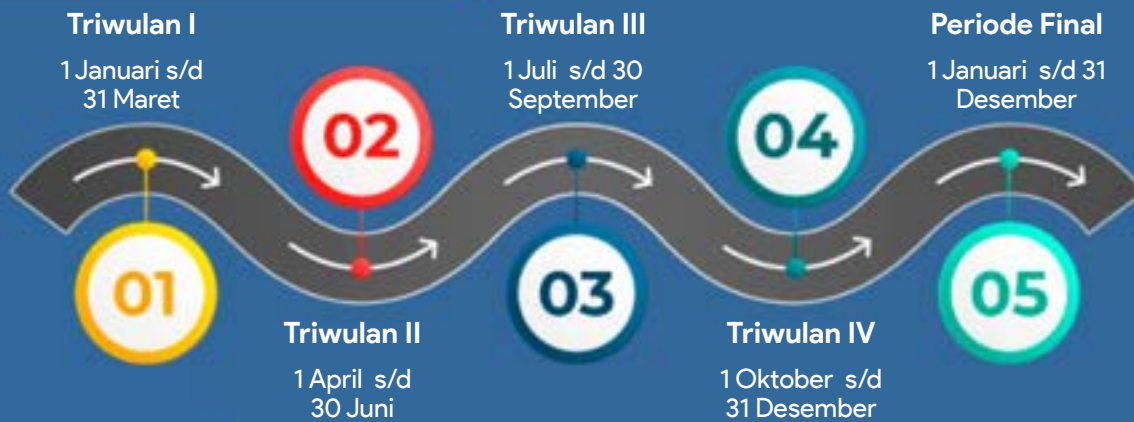 Triwulan I
1 Januari s/d
31 Maret
01
02
Triwulan II
1 April s/d
30 Juni
Triwulan III
1 Juli s/d 30
September
03
04
Triwulan IV
1 Oktober s/d
31 Desember
Periode Final
1 Januari s/d 31
Desember
05